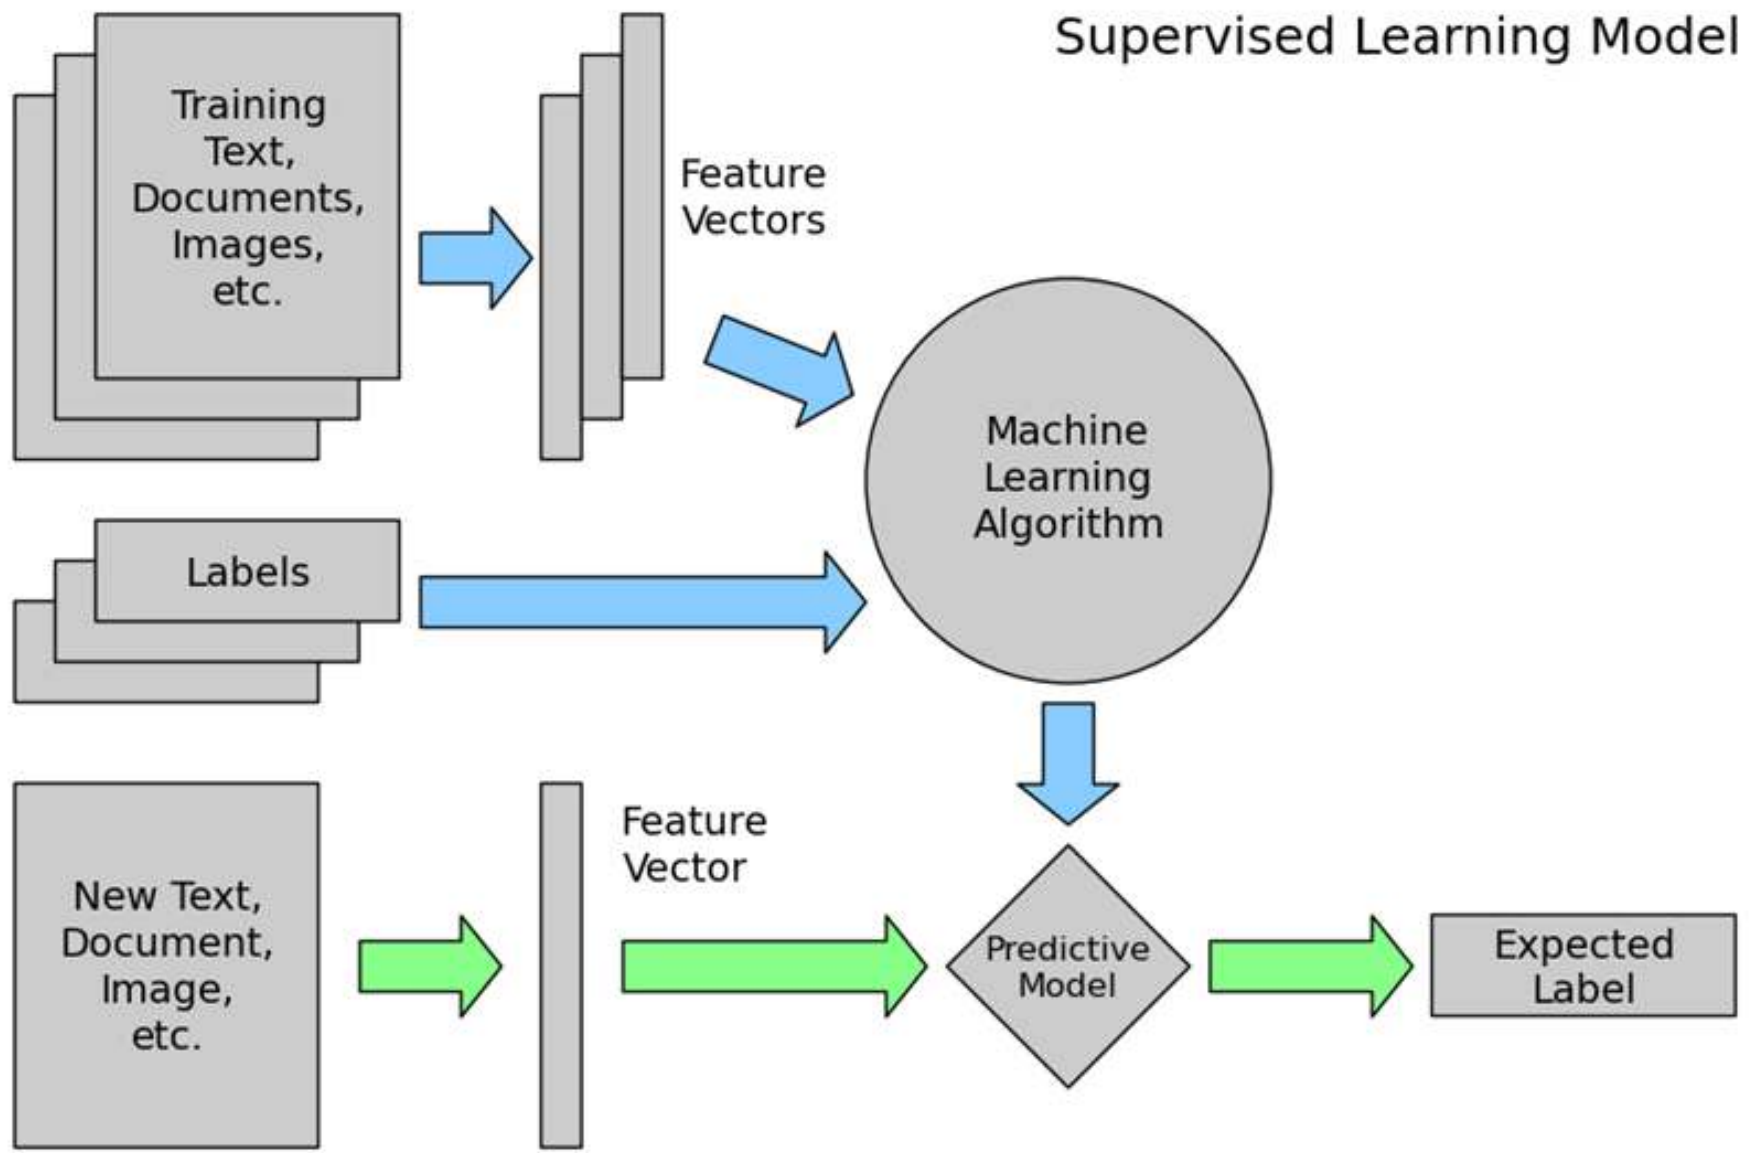 Supervised Learning Model
Training
Text,
Documents,
Images,
etc.
Feature
Vectors
Machine
Learning
Algorithm
Labels
New Text,
Document,
Image,
etc.
Feature
Vector
Predictive
Model
Expected
Label